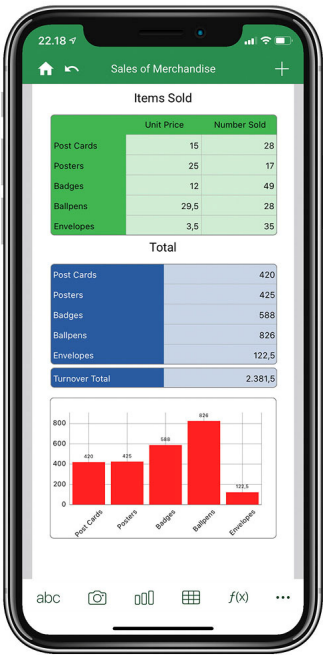 22.18
Sales of Merchandise
Items Sold
Unit Price Number Sold
Post Cards 15 28
Posters 25 17
Badges 12 49
Ballpens 29,5 28
Envelopes 3,5 35
Total
Post Cards 420
Posters 425
Badges 588
Ballpens 826
Envelopes 122,5
Turnover Total 2.381,5
800
600
400
200
0
420 425 588 826 122,5
Post Cards Posters Badges Ballpens Envelopes
abc f(x)